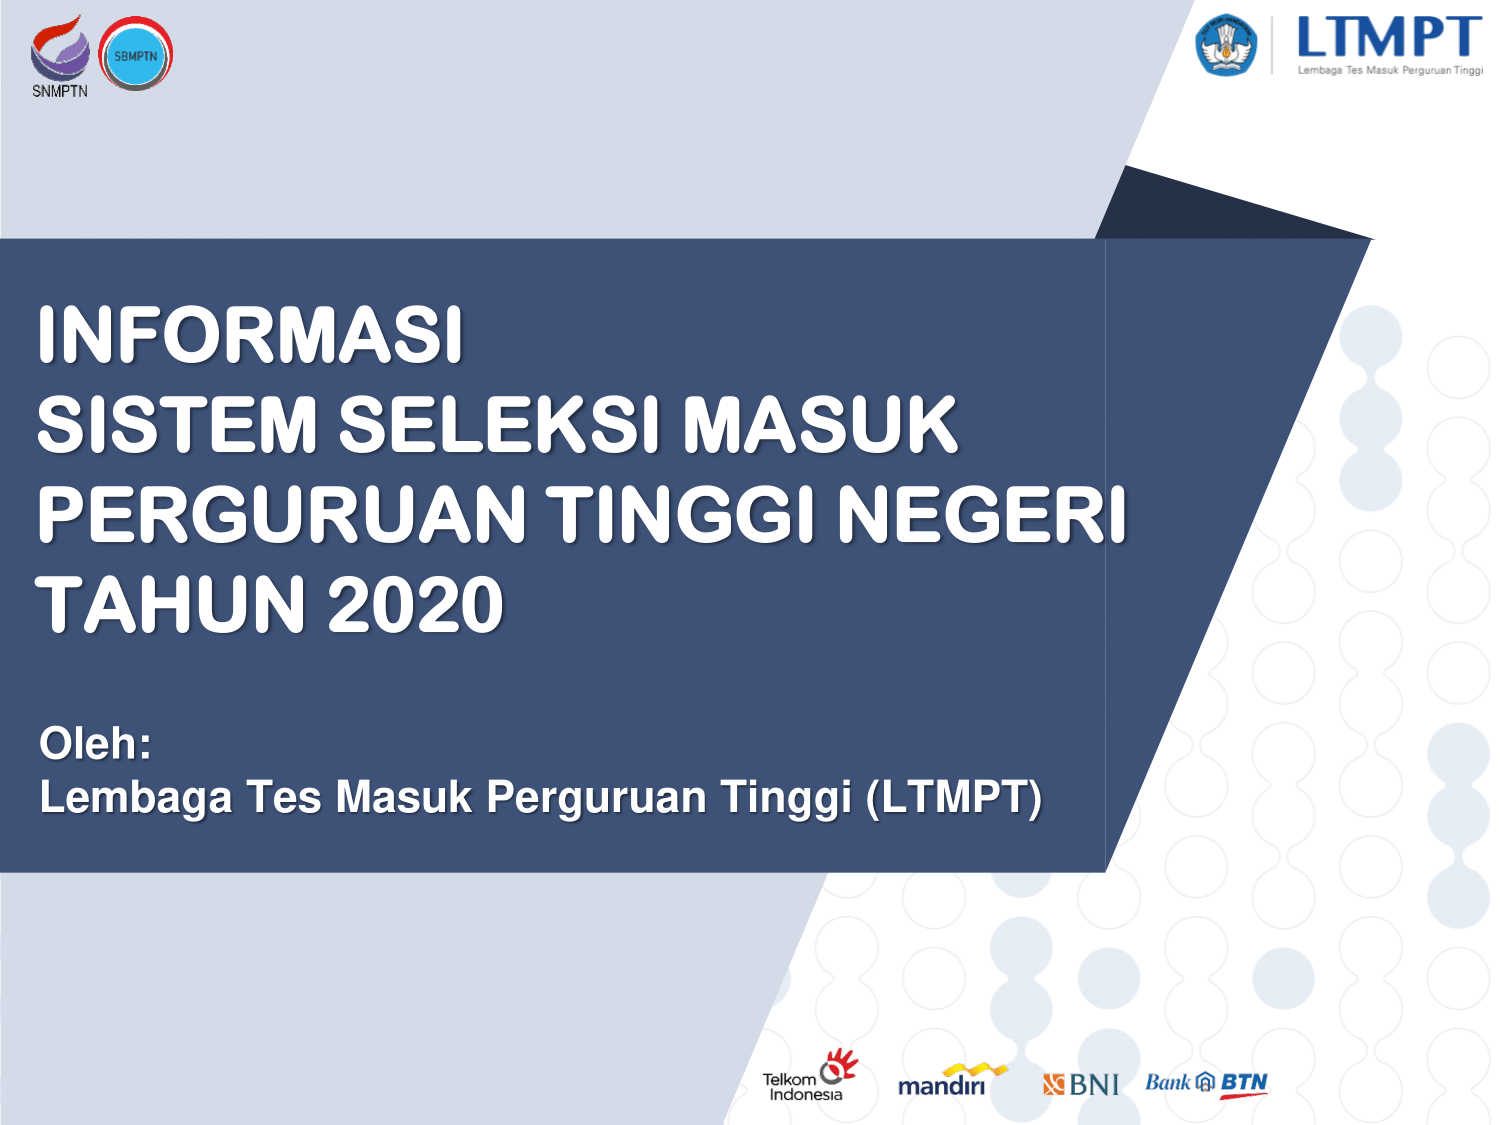 SNMPTN
SBMPTN
LTMPT
Lembaga Tes Masuk Perguruan Tinggi
INFORMASI
SISTEM SELEKSI MASUK
PERGURUAN TINGGI NEGERI
TAHUN 2020
Oleh:
Lembaga Tes Masuk Perguruan Tinggi (LTMPT)
Telkom
Indonesia
mandırı
BNI
Bank BTN